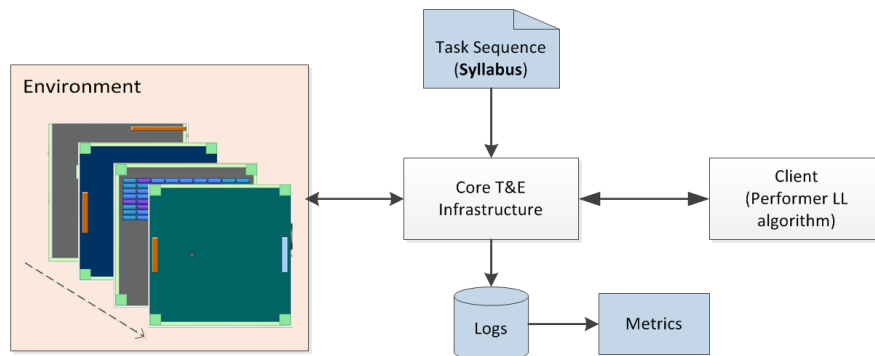 Task Sequence
(Syllabus)
Environment
Core T&E
Infrastructure
Client
(Performer LL
algorithm)
Logs
Metrics